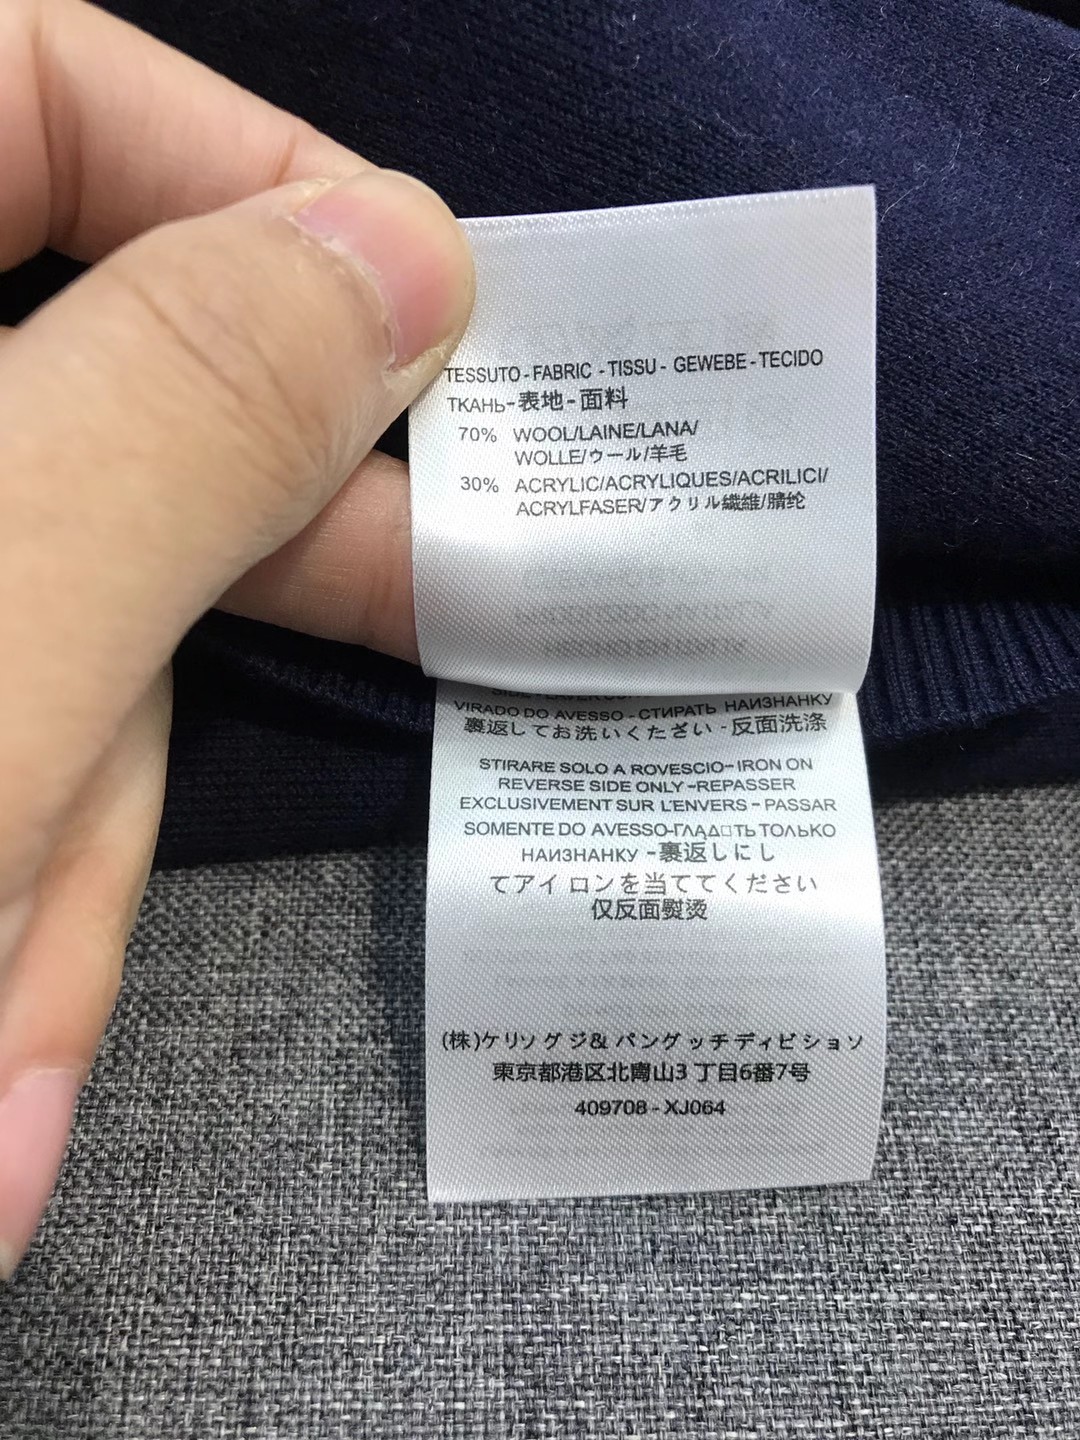 TESSUTO-FABRIC -TISSU- GEWEBE-TECIDO
ТКАНЬ-表地-面料
70% WOOL/LAINE/LANA/
WOLLE/ウール/羊毛
30% ACRYLIC/ACRYLIQUES/ACRILICI/
ACRYLFASER/アクリル繊維/腈纶
VIRADO DO AVESSO-СТИРАТЬ НАИЗНАНКУ
裏返してお洗いくたざい-反面洗涤
STIRARE SOLO A ROVESCIO-IRON ON
REVERSE SIDE ONLY-REPASSER
EXCLUSIVEMENT SUR L'ENVERS-PASSAR
SOMENTE DO AVESSO-ГЛАД□ТЬ ТОЛЬКО
НАИЗНАНКУ -裏返しにし
てアイ ロンを当ててください
仅反面熨烫
(株)ケリソ グ ジ& パング ッチ ディビ ショソ
東京都港区北冑山3 丁目6番7号
409708-XJ064